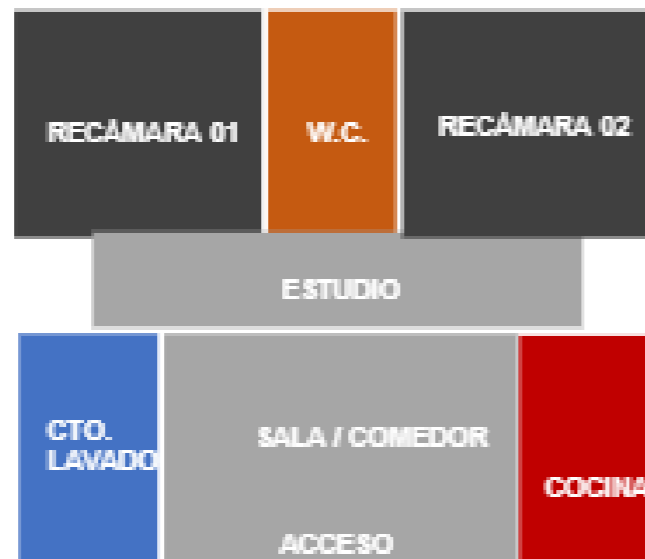 RECÁMARA 01
W.C.
RECÁMARA 02
ESTUDIO
CTO.
LAVADO
SALA / COMEDOR
COCINA
ACCESO